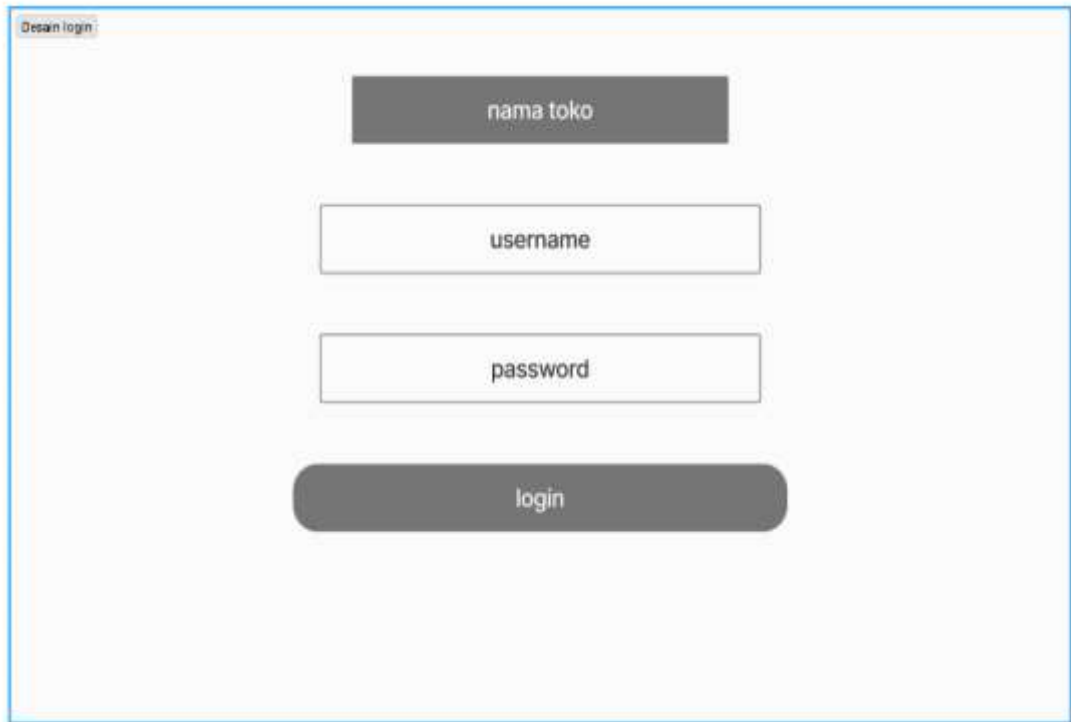 Desain login
nama toko
username
password
login